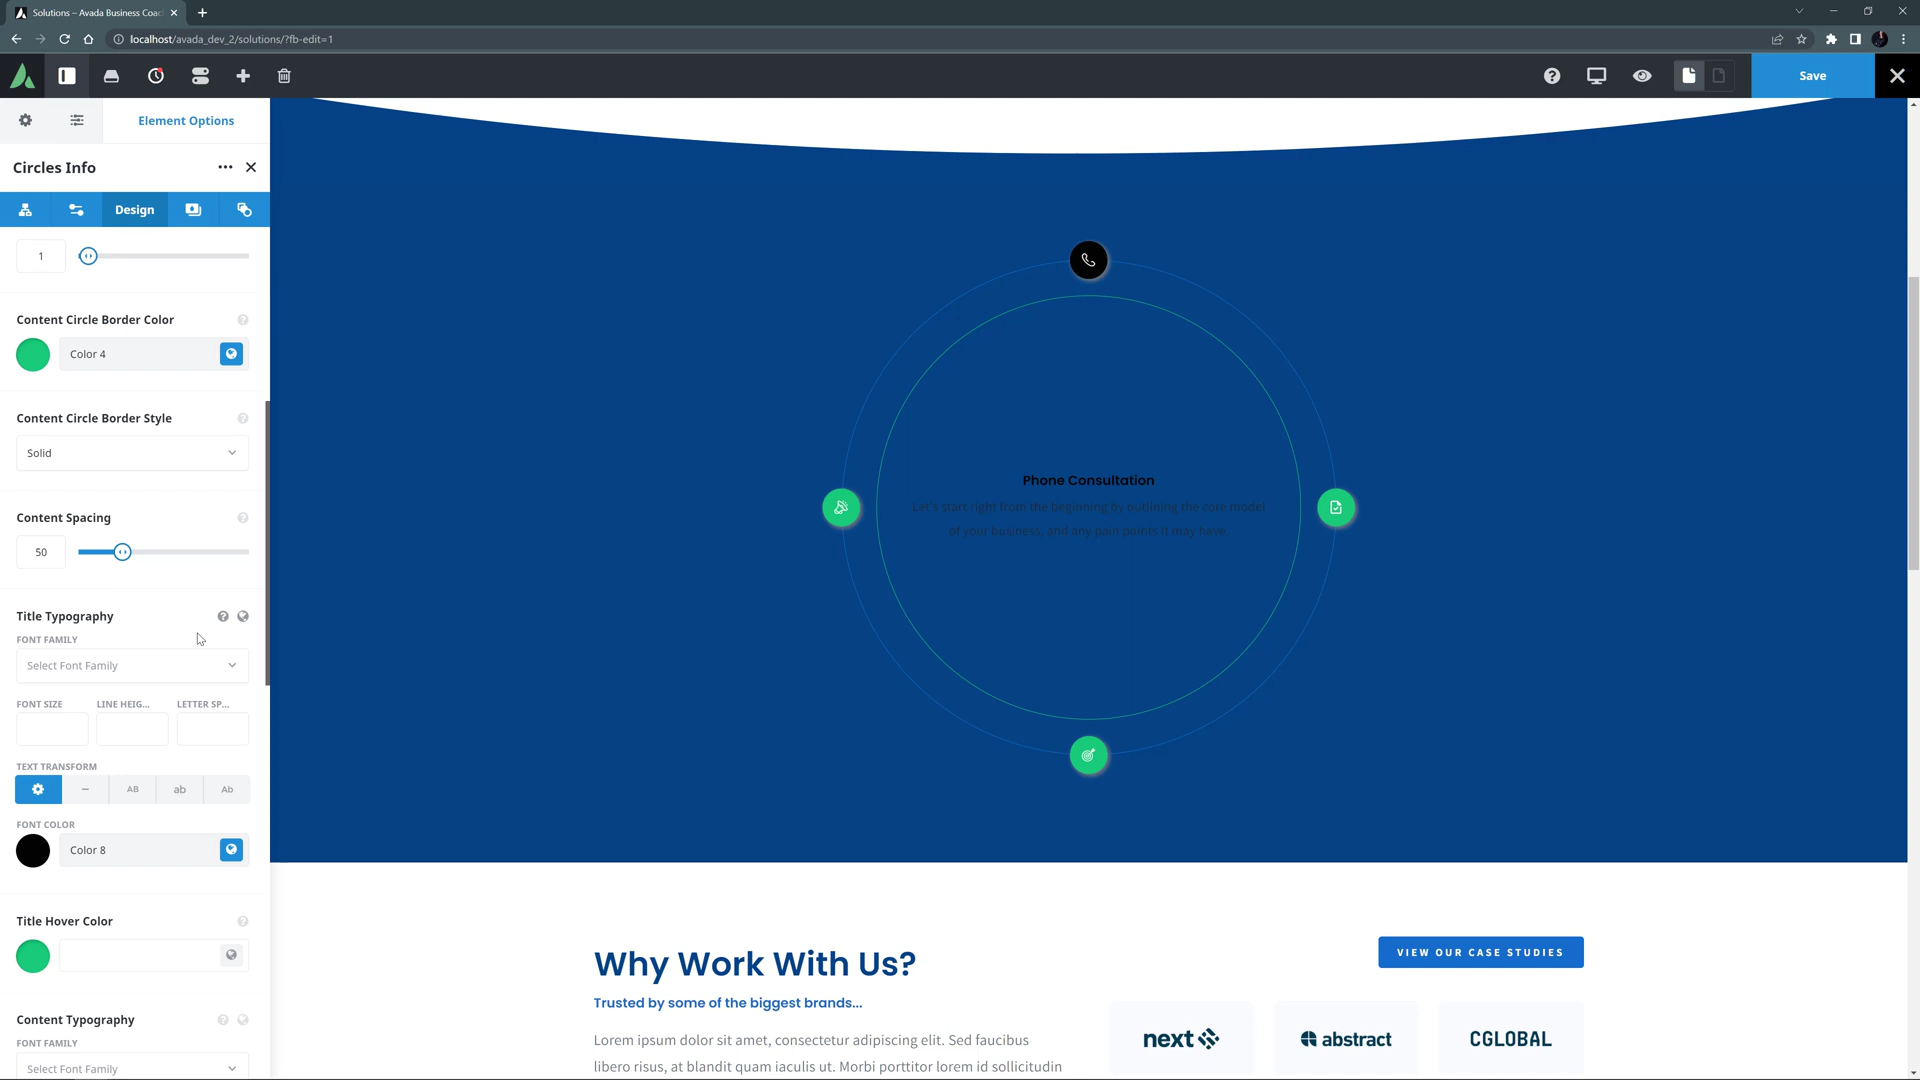 Solutions – Avada Business Coac
localhost/avada_dev_2/solutions/?fb-edit=1
Save
Element Options
Circles Info
Design
1
Content Circle Border Color
Color 4
Content Circle Border Style
Solid
Content Spacing
50
Title Typography
FONT FAMILY
Select Font Family
FONT SIZE LINE HEIG... LETTER SP...
TEXT TRANSFORM
– AB ab Ab
FONT COLOR
Color 8
Title Hover Color
Content Typography
FONT FAMILY
Select Font Family
Phone Consultation
Let's start right from the beginning by outlining the core model
of your business, and any pain points it may have.
Why Work With Us?
Trusted by some of the biggest brands...
Lorem ipsum dolor sit amet, consectetur adipiscing elit. Sed faucibus
libero risus, at blandit quam iaculis ut. Morbi porttitor lorem id sollicitudin
VIEW OUR CASE STUDIES
next
abstract
CGLOBAL